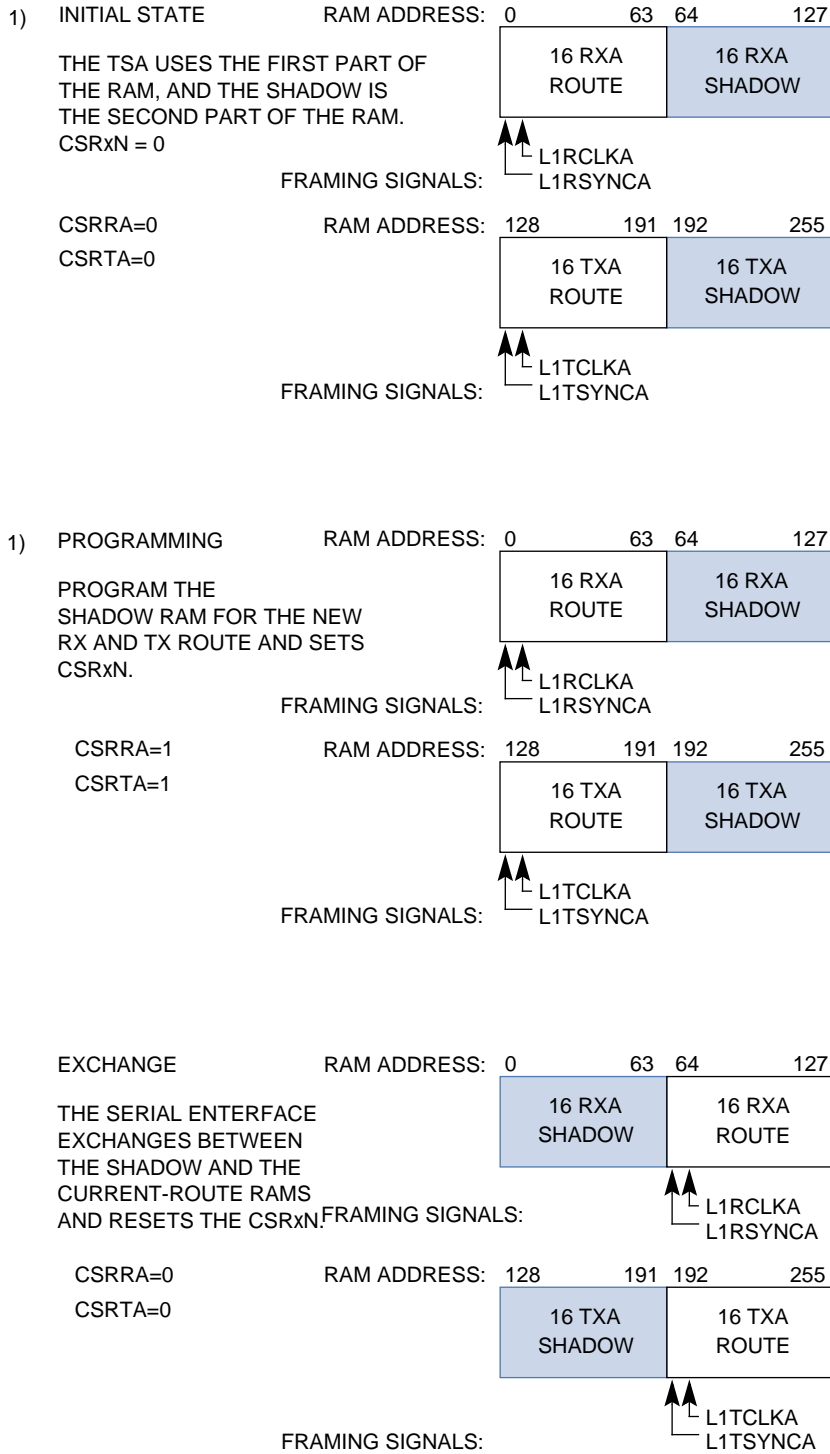 1) INITIAL STATE RAM ADDRESS: 0 63 64 127
THE TSA USES THE FIRST PART OF
THE RAM, AND THE SHADOW IS
THE SECOND PART OF THE RAM.
CSRxN = 0
16 RXA
ROUTE
16 RXA
SHADOW
L1RCLKA
FRAMING SIGNALS: L1RSYNCA
CSRRA=0 RAM ADDRESS: 128 191 192 255
CSRTA=0
16 TXA
ROUTE
16 TXA
SHADOW
L1TCLKA
FRAMING SIGNALS: L1TSYNCA
1) PROGRAMMING RAM ADDRESS: 0 63 64 127
PROGRAM THE
SHADOW RAM FOR THE NEW
RX AND TX ROUTE AND SETS
CSRxN.
16 RXA
ROUTE
16 RXA
SHADOW
L1RCLKA
FRAMING SIGNALS: L1RSYNCA
CSRRA=1 RAM ADDRESS: 128 191 192 255
CSRTA=1
16 TXA
ROUTE
16 TXA
SHADOW
L1TCLKA
FRAMING SIGNALS: L1TSYNCA
EXCHANGE RAM ADDRESS: 0 63 64 127
THE SERIAL ENTERFACE
EXCHANGES BETWEEN
THE SHADOW AND THE
CURRENT-ROUTE RAMS
AND RESETS THE CSRxN.
16 RXA
SHADOW
16 RXA
ROUTE
L1RCLKA
FRAMING SIGNALS: L1RSYNCA
CSRRA=0 RAM ADDRESS: 128 191 192 255
CSRTA=0
16 TXA
SHADOW
16 TXA
ROUTE
L1TCLKA
FRAMING SIGNALS: L1TSYNCA